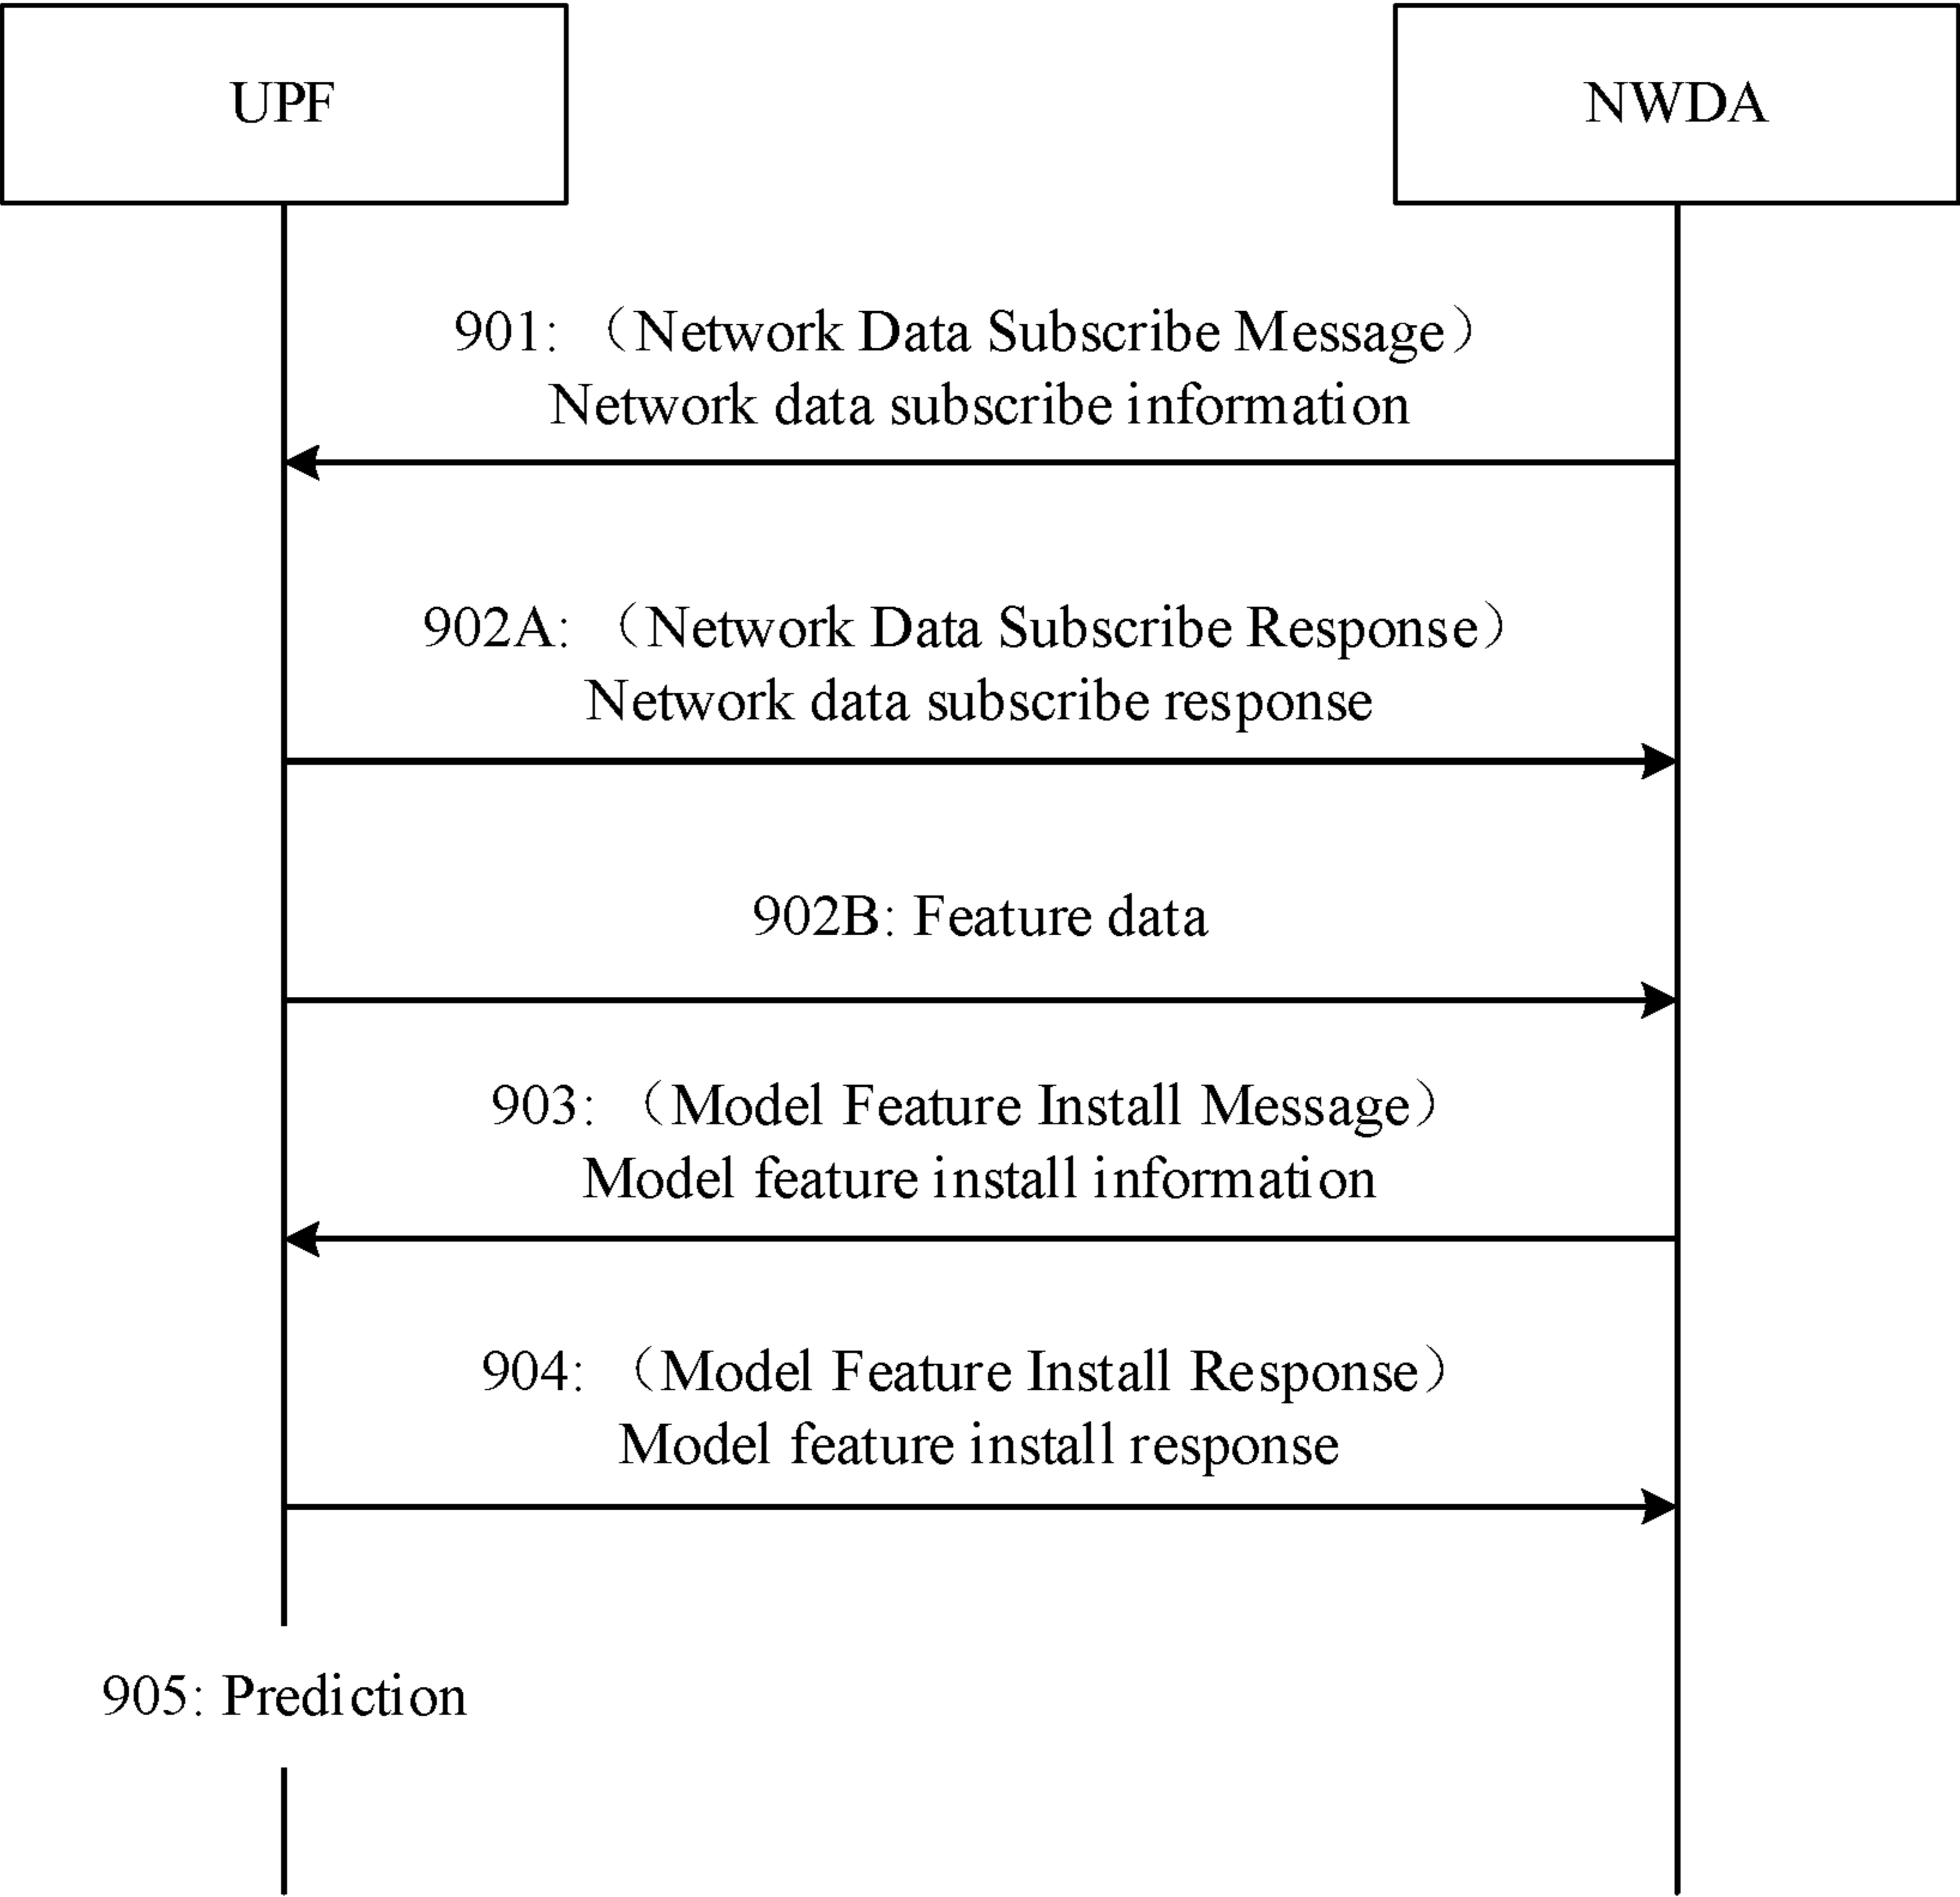 UPF
NWDA
901: （Network Data Subscribe Message）
Network data subscribe information
902A: （Network Data Subscribe Response）
Network data subscribe response
902B: Feature data
903: （Model Feature Install Message）
Model feature install information
904: （Model Feature Install Response）
Model feature install response
905: Prediction